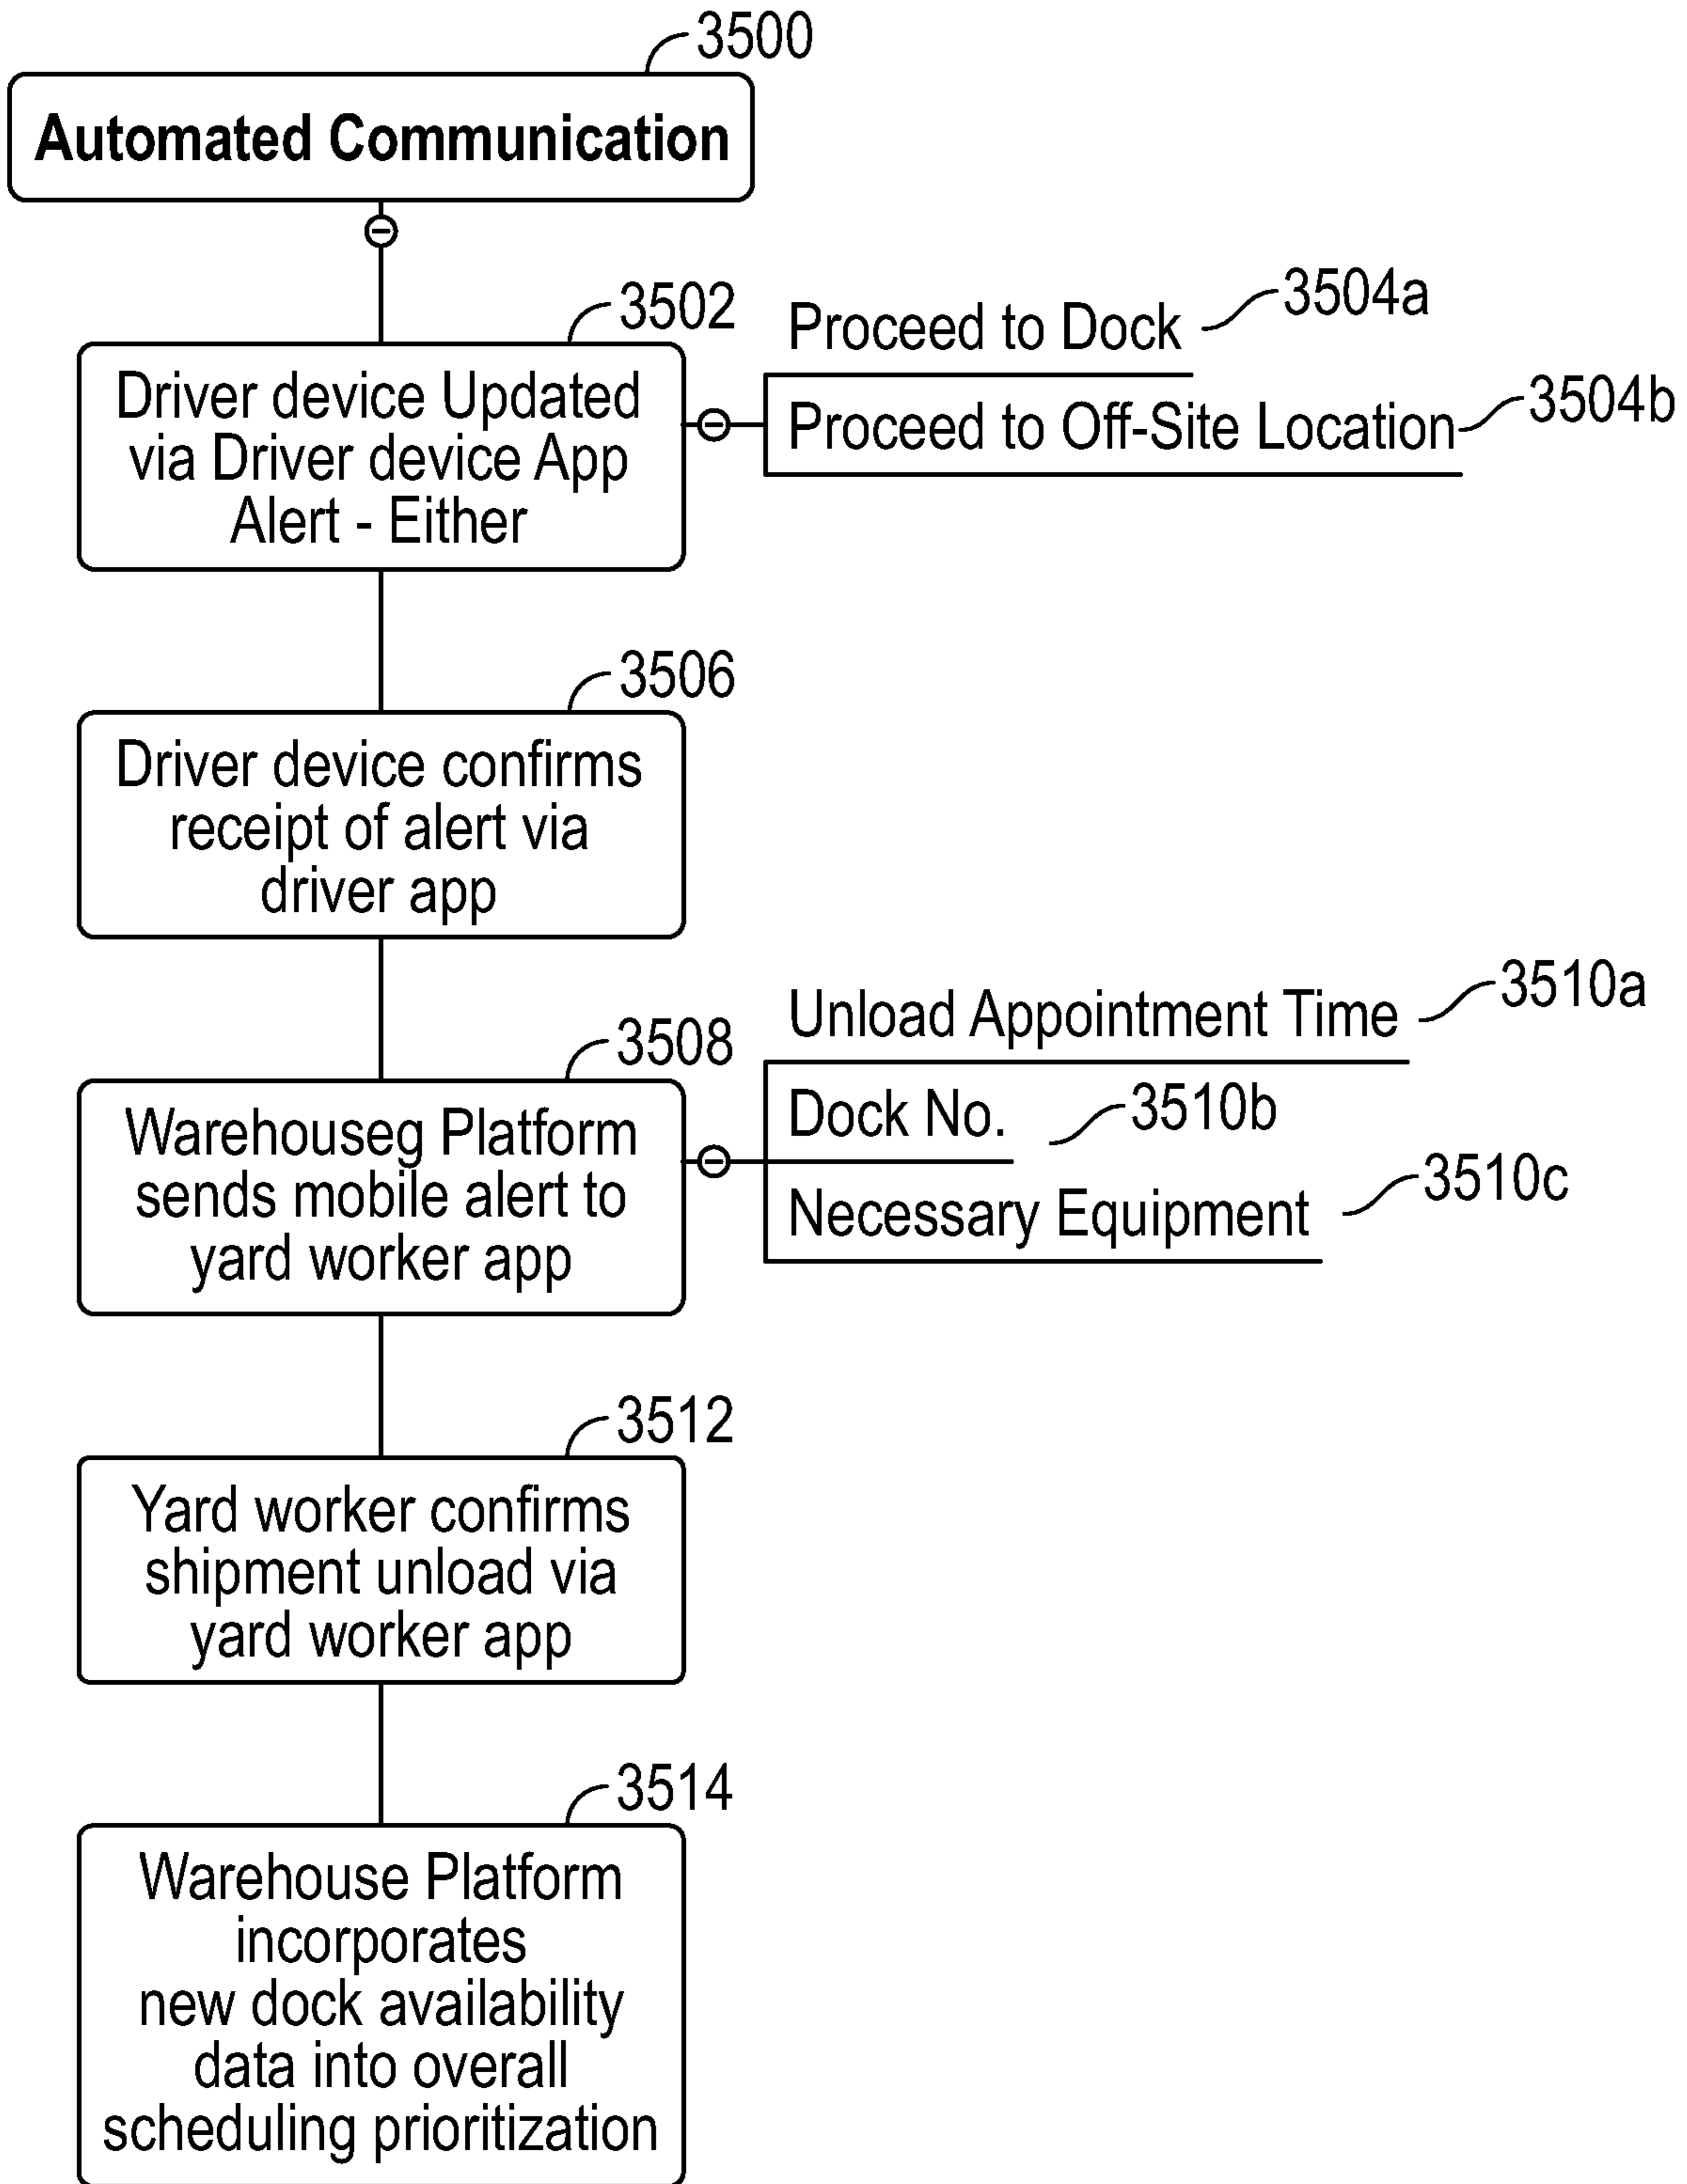 3500
Automated Communication
3502
Driver device Updated
via Driver device App
Alert - Either
Proceed to Dock
3504a
Proceed to Off-Site Location
3504b
3506
Driver device confirms
receipt of alert via
driver app
3508
Warehouseg Platform
sends mobile alert to
yard worker app
Unload Appointment Time
3510a
Dock No.
3510b
Necessary Equipment
3510c
3512
Yard worker confirms
shipment unload via
yard worker app
3514
Warehouse Platform
incorporates
new dock availability
data into overall
scheduling prioritization